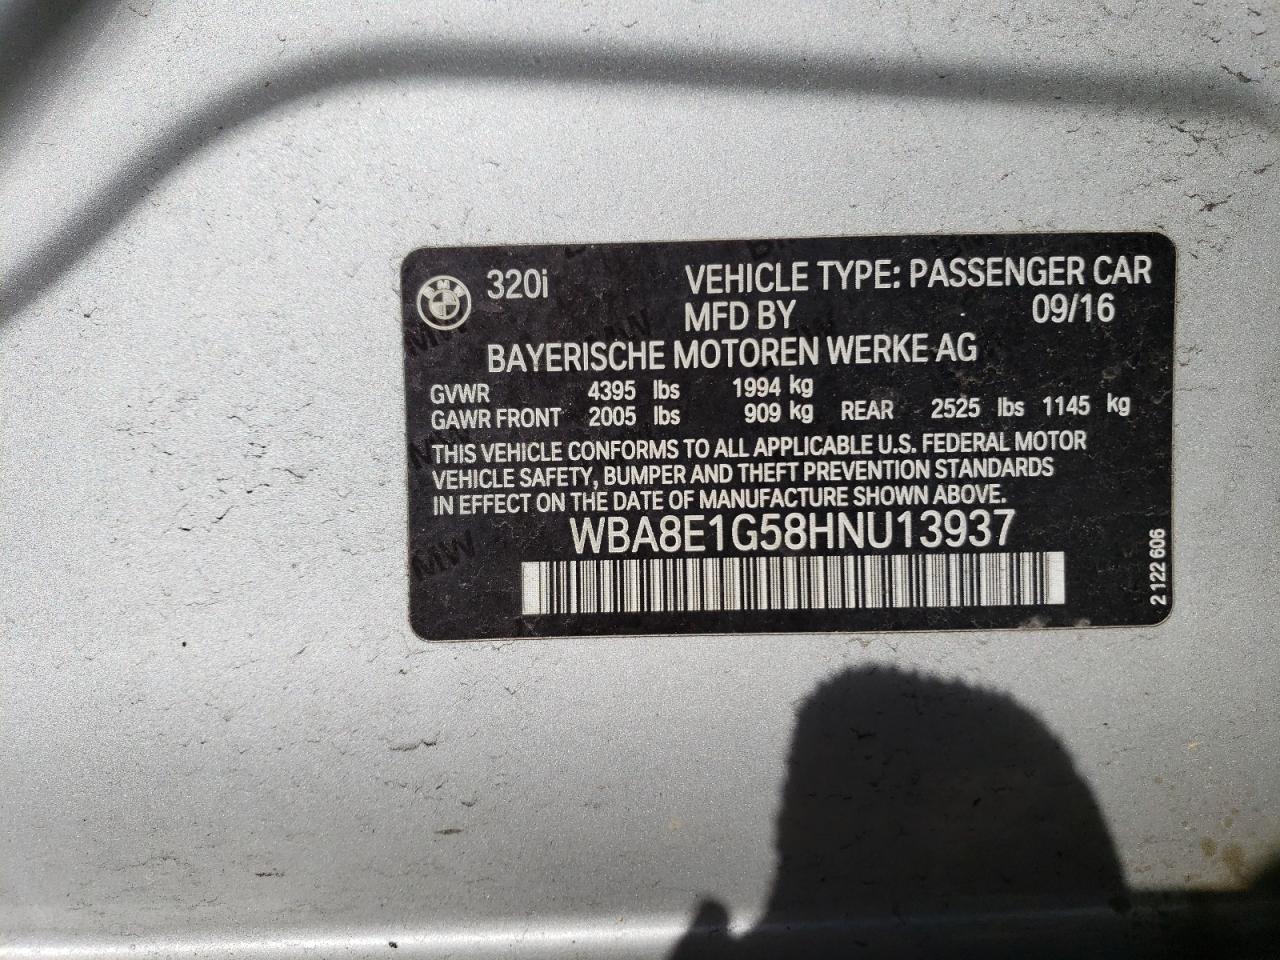 BMW 320i VEHICLE TYPE: PASSENGER CAR
MFD BY 09/16
BAYERISCHE MOTOREN WERKE AG
GVWR 4395 lbs 1994 kg
GAWR FRONT 2005 lbs 909 kg REAR 2525 lbs 1145 kg
THIS VEHICLE CONFORMS TO ALL APPLICABLE U.S. FEDERAL MOTOR
VEHICLE SAFETY, BUMPER AND THEFT PREVENTION STANDARDS
IN EFFECT ON THE DATE OF MANUFACTURE SHOWN ABOVE.
WBA8E1G58HNU13937
2 122 606